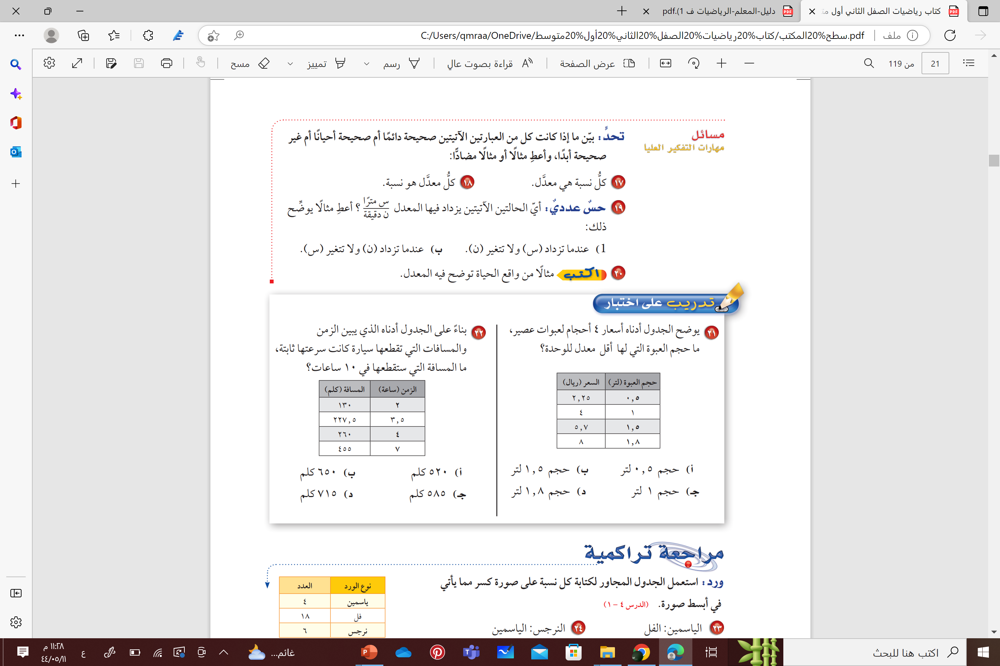 كتاب رياضيات الصفل الثاني أول
دليل-المعلم-الرياضيات ف 1).pdf
ملف
C:/Users/qmraa/OneDrive/سطح%20المكتب/كتاب%20رياضيات%20الصفل%20الثاني%20أول%20متوسط.pdf
21
من 119
عرض الصفحة
قراءة بصوت عالٍ
رسم
تمييز
مسح
مسائل
مهارات التفكير العليا
تحدٍّ: بيّن ما إذا كانت كل من العبارتين الآتيتين صحيحة دائمًا أم صحيحة أحيانًا أم غير
صحيحة أبدًا، وأعطِ مثالًا أو مثالًا مضادًّا:
١٧ كلُّ نسبة هي معدَّل. ١٨ كلُّ معدَّل هو نسبة.
١٩ حسٌ عدديٌ: أيّ الحالتين الآتيتين يزداد فيها المعدل س مترًا / ن دقيقة ؟ أعطِ مثالًا يوضِّح
ذلك:
أ) عندما تزداد (س) ولا تتغير (ن). ب) عندما تزداد (ن) ولا تتغير (س).
٢٠ اكتب مثالًا من واقع الحياة توضح فيه المعدل.
تدريب على اختبار
٢١ يوضح الجدول أدناه أسعار ٤ أحجام لعبوات عصير،
ما حجم العبوة التي لها أقل معدل للوحدة؟
حجم العبوة (لتر) السعر (ريال)
٠,٥ ٢,٢٥
١ ٤
١,٥ ٥,٧
١,٨ ٨
أ) حجم ٠,٥ لتر ب) حجم ١,٥ لتر
جـ) حجم ١ لتر د) حجم ١,٨ لتر
٢٢ بناءً على الجدول أدناه الذي يبين الزمن
والمسافات التي تقطعها سيارة كانت سرعتها ثابتة،
ما المسافة التي ستقطعها في ١٠ ساعات؟
الزمن (ساعة) المسافة (كلم)
٢ ١٣٠
٣,٥ ٢٢٧,٥
٤ ٢٦٠
٧ ٤٥٥
أ) ٥٢٠ كلم ب) ٦٥٠ كلم
جـ) ٥٨٥ كلم د) ٧١٥ كلم
مراجعة تراكمية
ورد: استعمل الجدول المجاور لكتابة كل نسبة على صورة كسر مما يأتي
في أبسط صورة. (الدرس ٤ – ١)
٢٣ الياسمين: الفل ٢٤ النرجس: الياسمين
نوع الورد العدد
ياسمين ٤
فل ١٨
نرجس ٦
اكتب هنا للبحث
غائم...
ع
١١:٢٨ م
٤٤/٠٥/١١